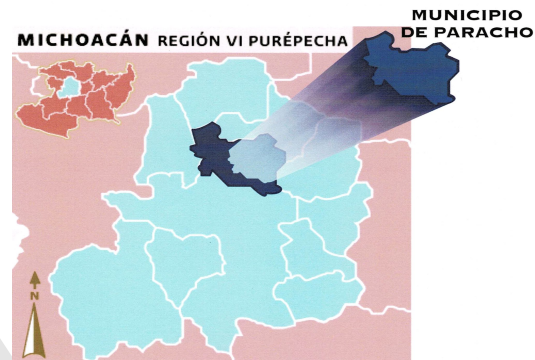 MUNICIPIO
DE PARACHO
MICHOACÁN REGIÓN VI PURÉPECHA
N